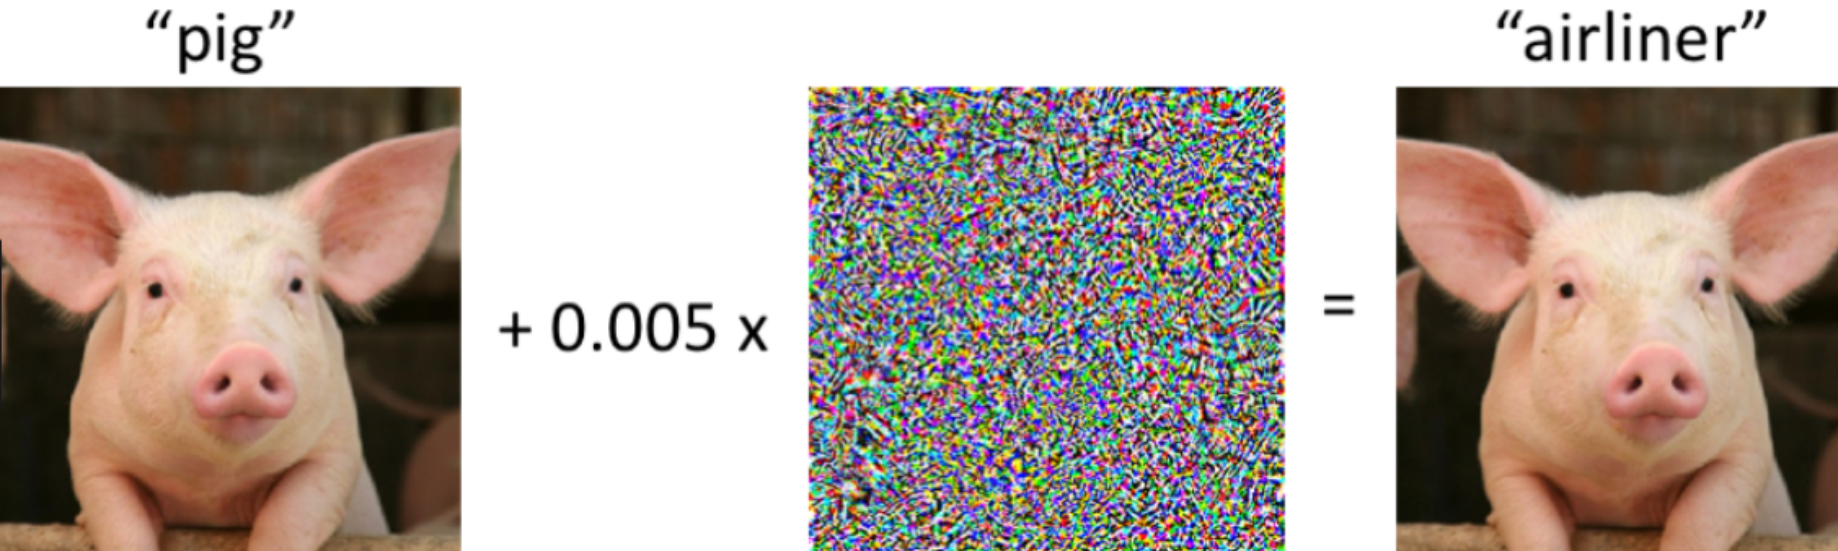 “pig”
“airliner”
+ 0.005 x
=